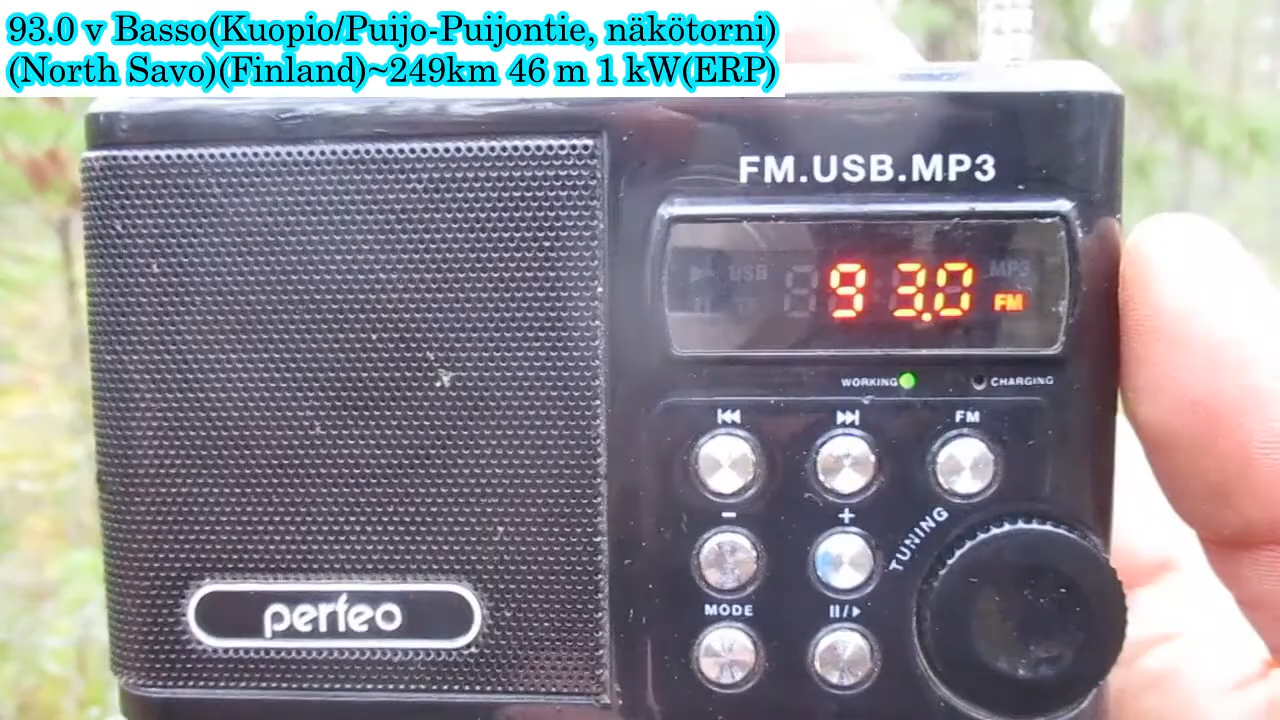 93.0 v Basso(Kuopio/Puijo-Puijontie, näkötorni)
(North Savo)(Finland)~249km 46 m 1 kW(ERP)
FM.USB.MP3
USB MP3
93.0 FM
WORKING CHARGING
FM
- +
TUNING
MODE
perfeo